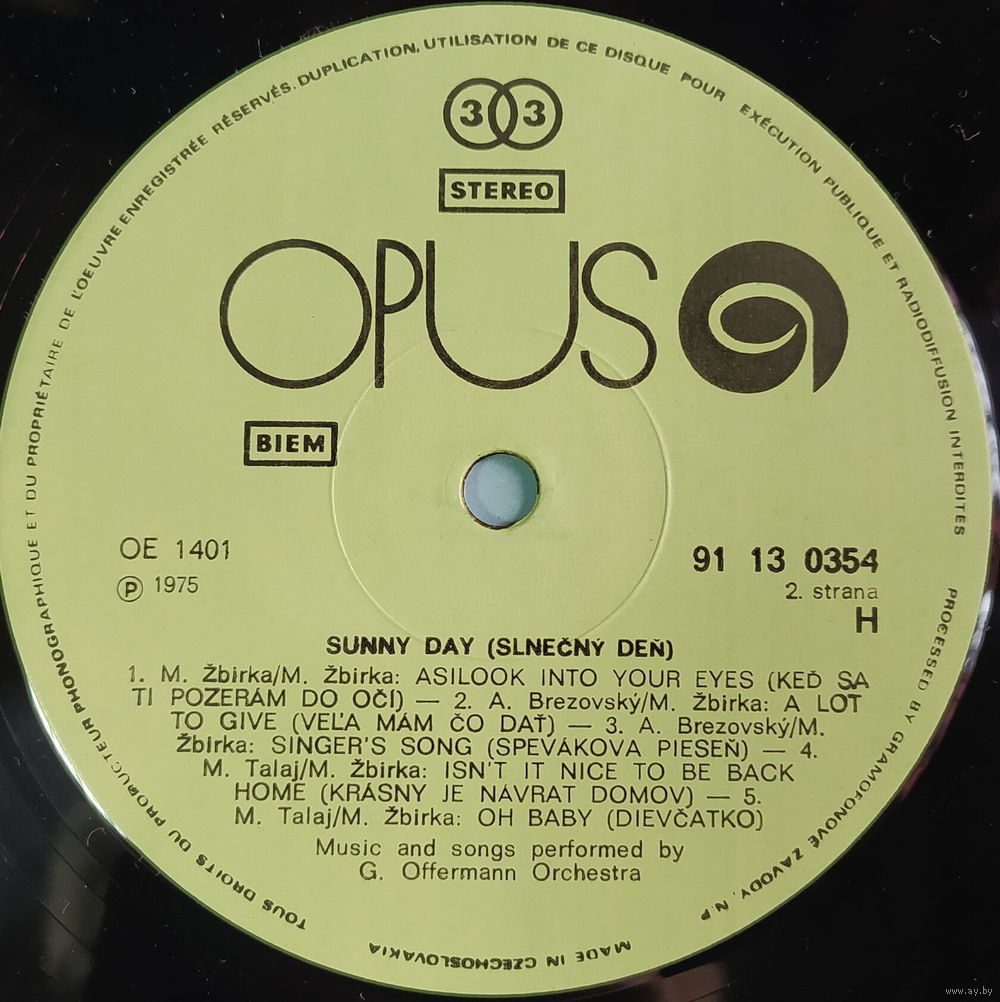 TOUS DROITS DU PRODUCTEUR PHONOGRAPHIQUE ET DU PROPRIÉTAIRE DE L'OEUVRE ENREGISTRÉE RÉSERVÉS. DUPLICATION, UTILISATION DE CE DISQUE POUR EXÉCUTION PUBLIQUE ET RADIODIFFUSION INTERDITES
33
STEREO
OPUS
BIEM
OE 1401
Ⓟ 1975
91 13 0354
2. strana
H
SUNNY DAY (SLNEČNÝ DEŇ)
1. M. Žbirka/M. Žbirka: ASILOOK INTO YOUR EYES (KEĎ SA
TI POZERÁM DO OČÍ) — 2. A. Brezovský/M. Žbirka: A LOT
TO GIVE (VEĽA MÁM ČO DAŤ) — 3. A. Brezovský/M.
Žbirka: SINGER'S SONG (SPEVÁKOVA PIESEŇ) — 4.
M. Talaj/M. Žbirka: ISN'T IT NICE TO BE BACK
HOME (KRÁSNY JE NÁVRAT DOMOV) — 5.
M. Talaj/M. Žbirka: OH BABY (DIEVČATKO)
Music and songs performed by
G. Offermann Orchestra
PROCESSED BY GRAMOFONOVÉ ZÁVODY, N.P
MADE IN CZECHOSLOVAKIA
www.ay.by